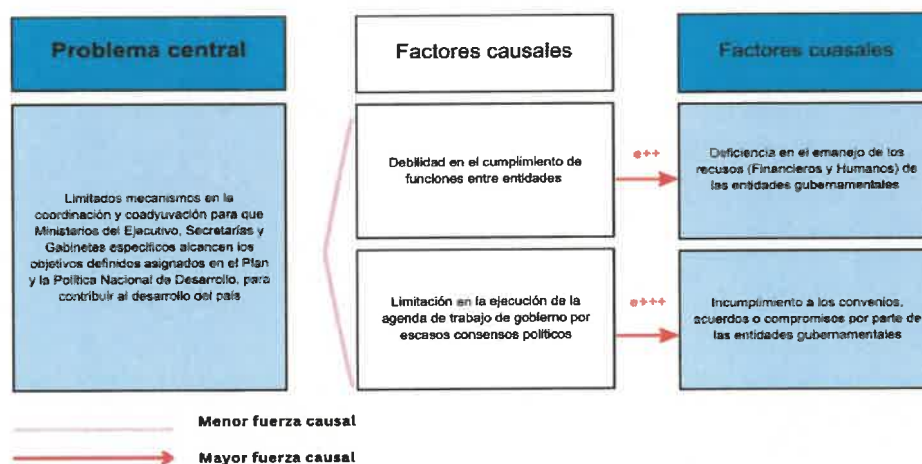 Problema central
Factores causales
Factores cuasales
Limitados mecanismos en la
coordinación y coadyuvación para que
Ministerios del Ejecutivo, Secretarías y
Gabinetes específicos alcancen los
objetivos definidos asignados en el Plan
y la Política Nacional de Desarrollo, para
contribuir al desarrollo del país
Debilidad en el cumplimiento de
funciones entre entidades
e++
Deficiencia en el emanejo de los
recusos (Financieros y Humanos) de
las entidades gubernamentales
Limitación en la ejecución de la
agenda de trabajo de gobierno por
escasos consensos políticos
e+++
Incumplimiento a los convenios,
acuerdos o compromisos por parte de
las entidades gubernamentales
Menor fuerza causal
Mayor fuerza causal